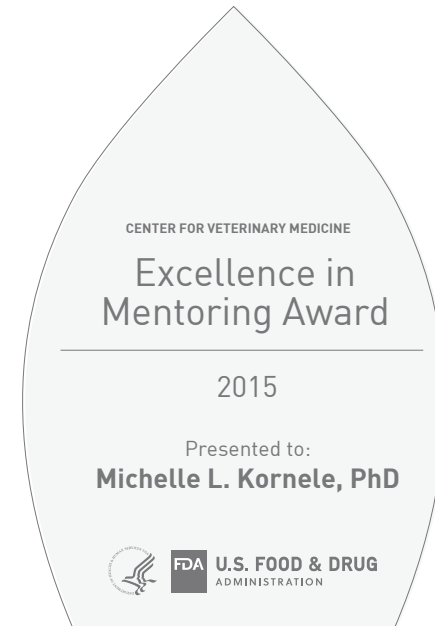 CENTER FOR VETERINARY MEDICINE
Excellence in
Mentoring Award
2015
Presented to:
Michelle L. Kornele, PhD
FDA U.S. FOOD & DRUG
ADMINISTRATION